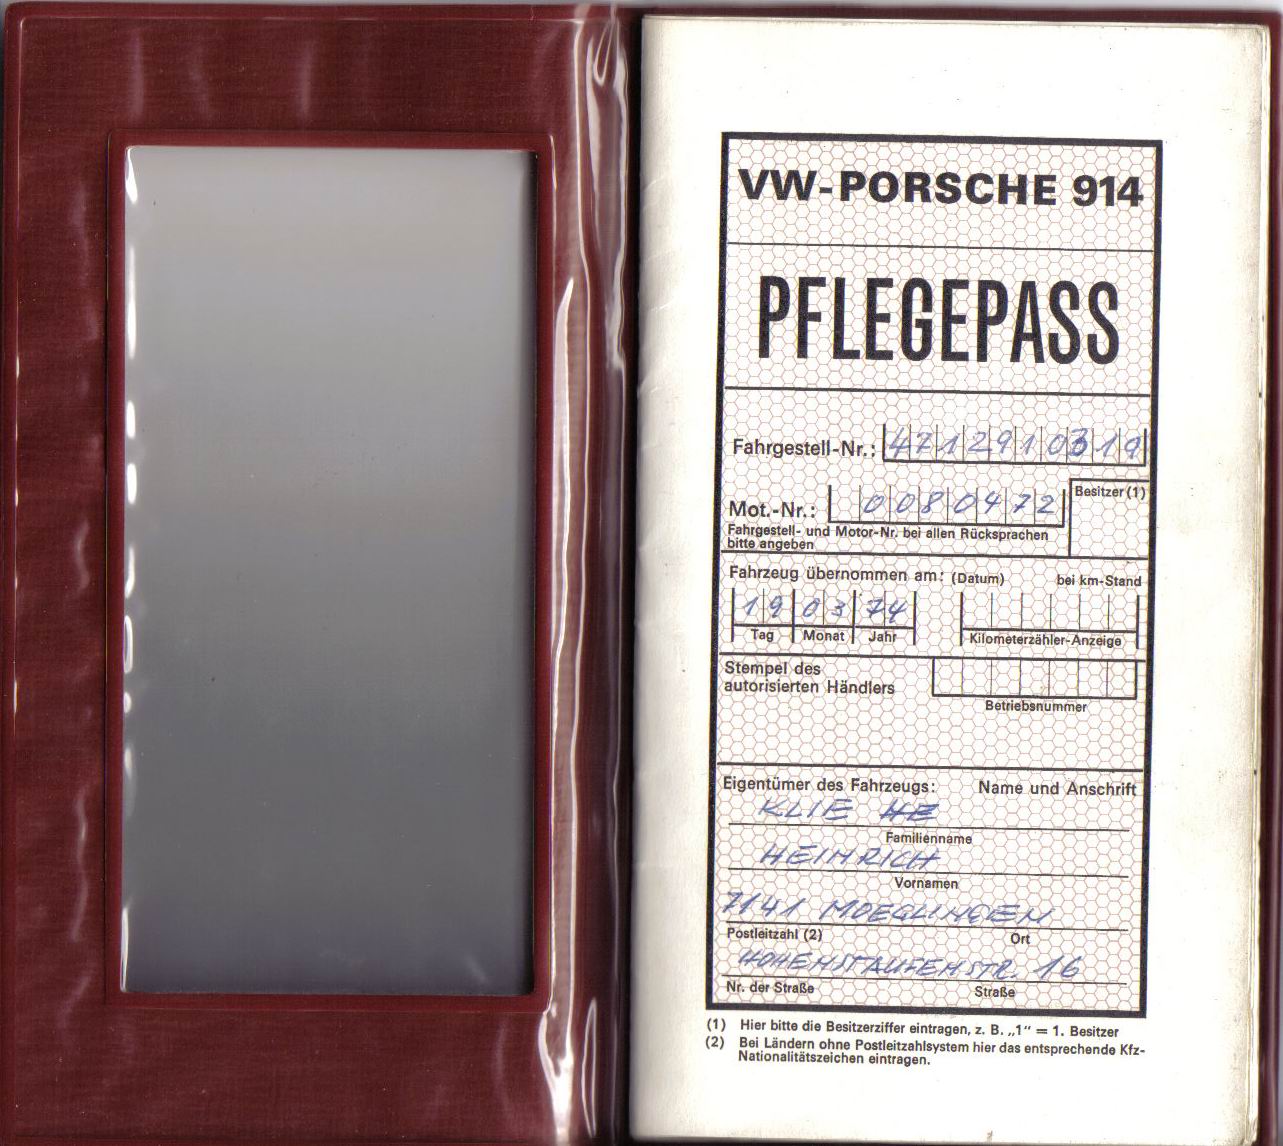 VW-PORSCHE 914
PFLEGEPASS
Fahrgestell-Nr.: 4712910319
Mot.-Nr.: 0080472
Besitzer (1)
Fahrgestell- und Motor-Nr. bei allen Rücksprachen
bitte angeben
Fahrzeug übernommen am: (Datum) bei km-Stand
19 03 74
Tag Monat Jahr Kilometerzähler-Anzeige
Stempel des
autorisierten Händlers
Betriebsnummer
Eigentümer des Fahrzeugs: Name und Anschrift
KLIE HE
Familienname
HEINRICH
Vornamen
7141 MOEGLINGEN
Postleitzahl (2) Ort
HOHENSTAUFENSTR. 16
Nr. der Straße Straße
(1) Hier bitte die Besitzerziffer eintragen, z. B. „1" = 1. Besitzer
(2) Bei Ländern ohne Postleitzahlsystem hier das entsprechende Kfz-
Nationalitätszeichen eintragen.